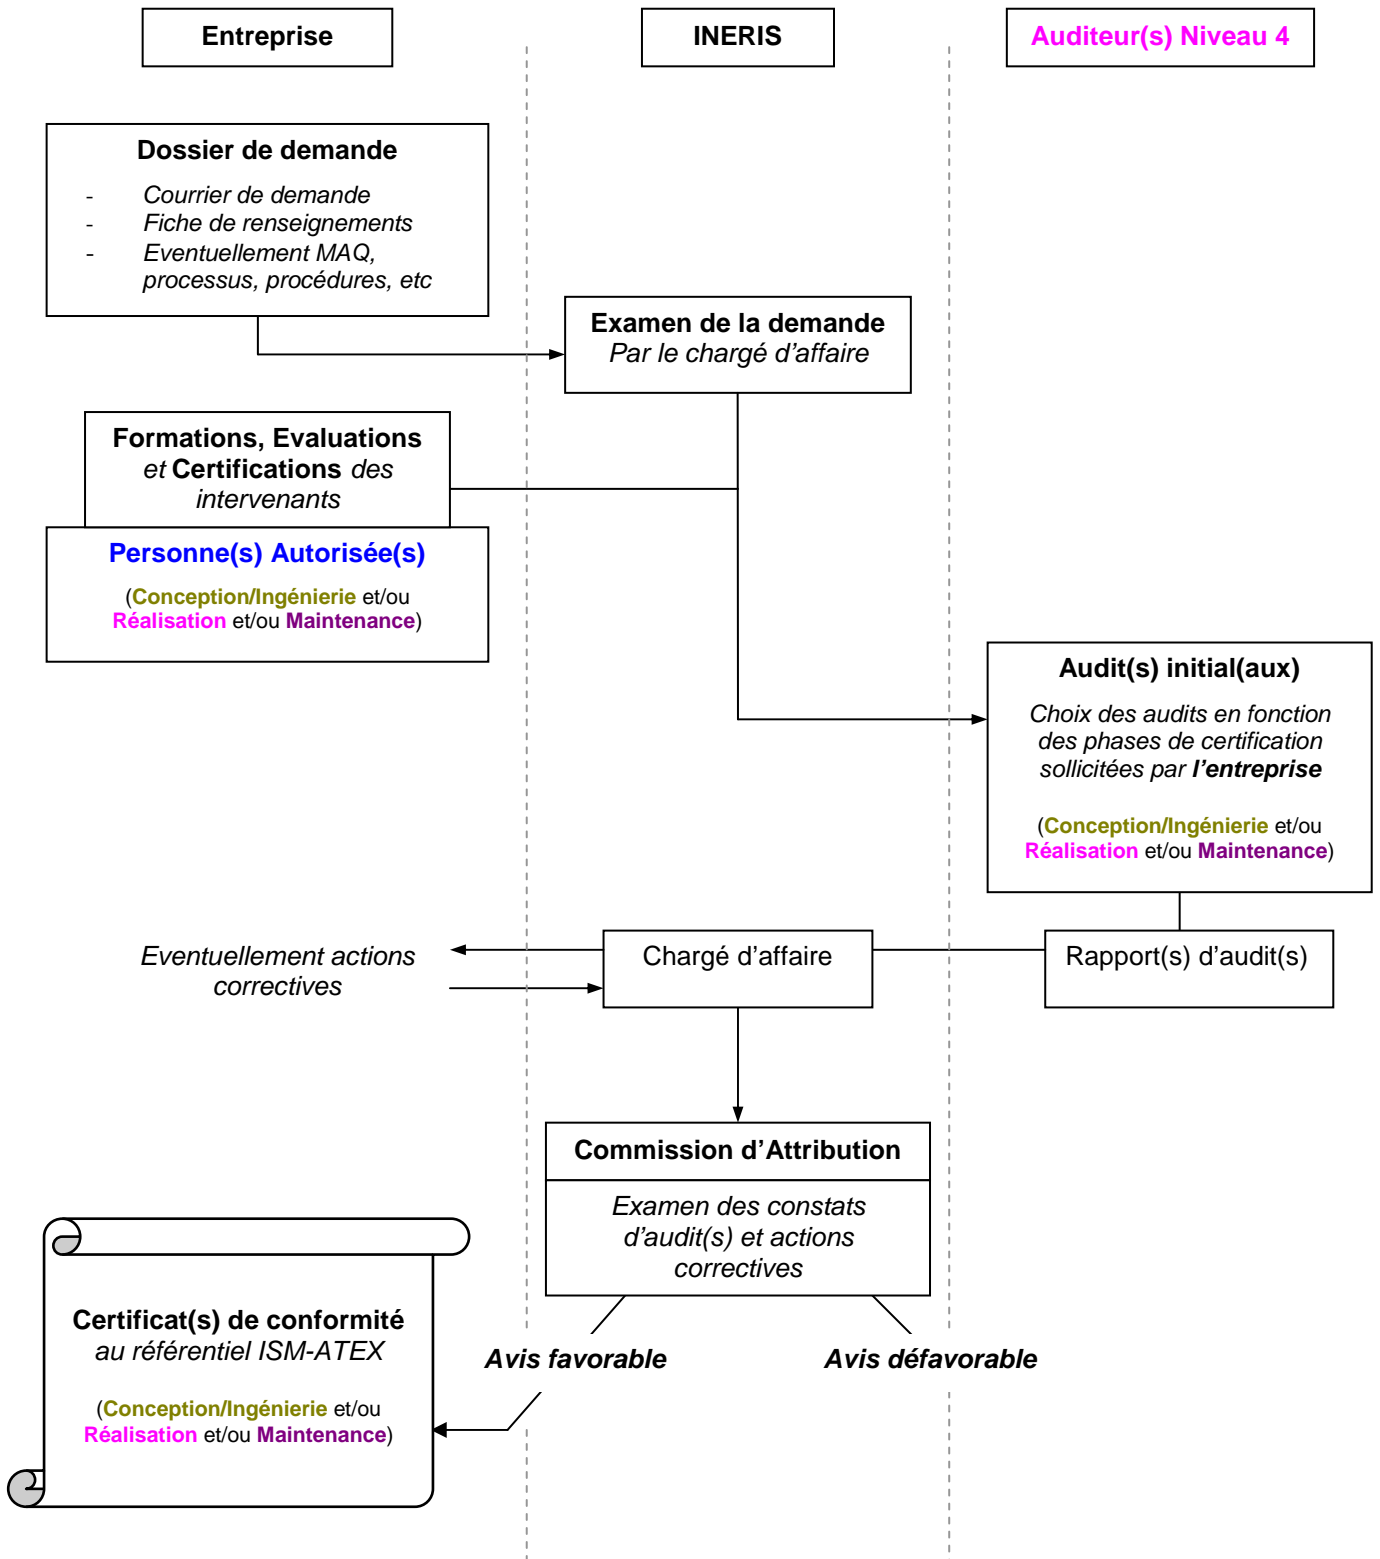 Entreprise
INERIS
Auditeur(s) Niveau 4
Dossier de demande
- Courrier de demande
- Fiche de renseignements
- Eventuellement MAQ,
processus, procédures, etc
Examen de la demande
Par le chargé d’affaire
Formations, Evaluations
et Certifications des
intervenants
Personne(s) Autorisée(s)
(Conception/Ingénierie et/ou
Réalisation et/ou Maintenance)
Audit(s) initial(aux)
Choix des audits en fonction
des phases de certification
sollicitées par l’entreprise
(Conception/Ingénierie et/ou
Réalisation et/ou Maintenance)
Eventuellement actions
correctives
Chargé d’affaire
Rapport(s) d’audit(s)
Commission d’Attribution
Examen des constats
d’audit(s) et actions
correctives
Avis favorable
Avis défavorable
Certificat(s) de conformité
au référentiel ISM-ATEX
(Conception/Ingénierie et/ou
Réalisation et/ou Maintenance)